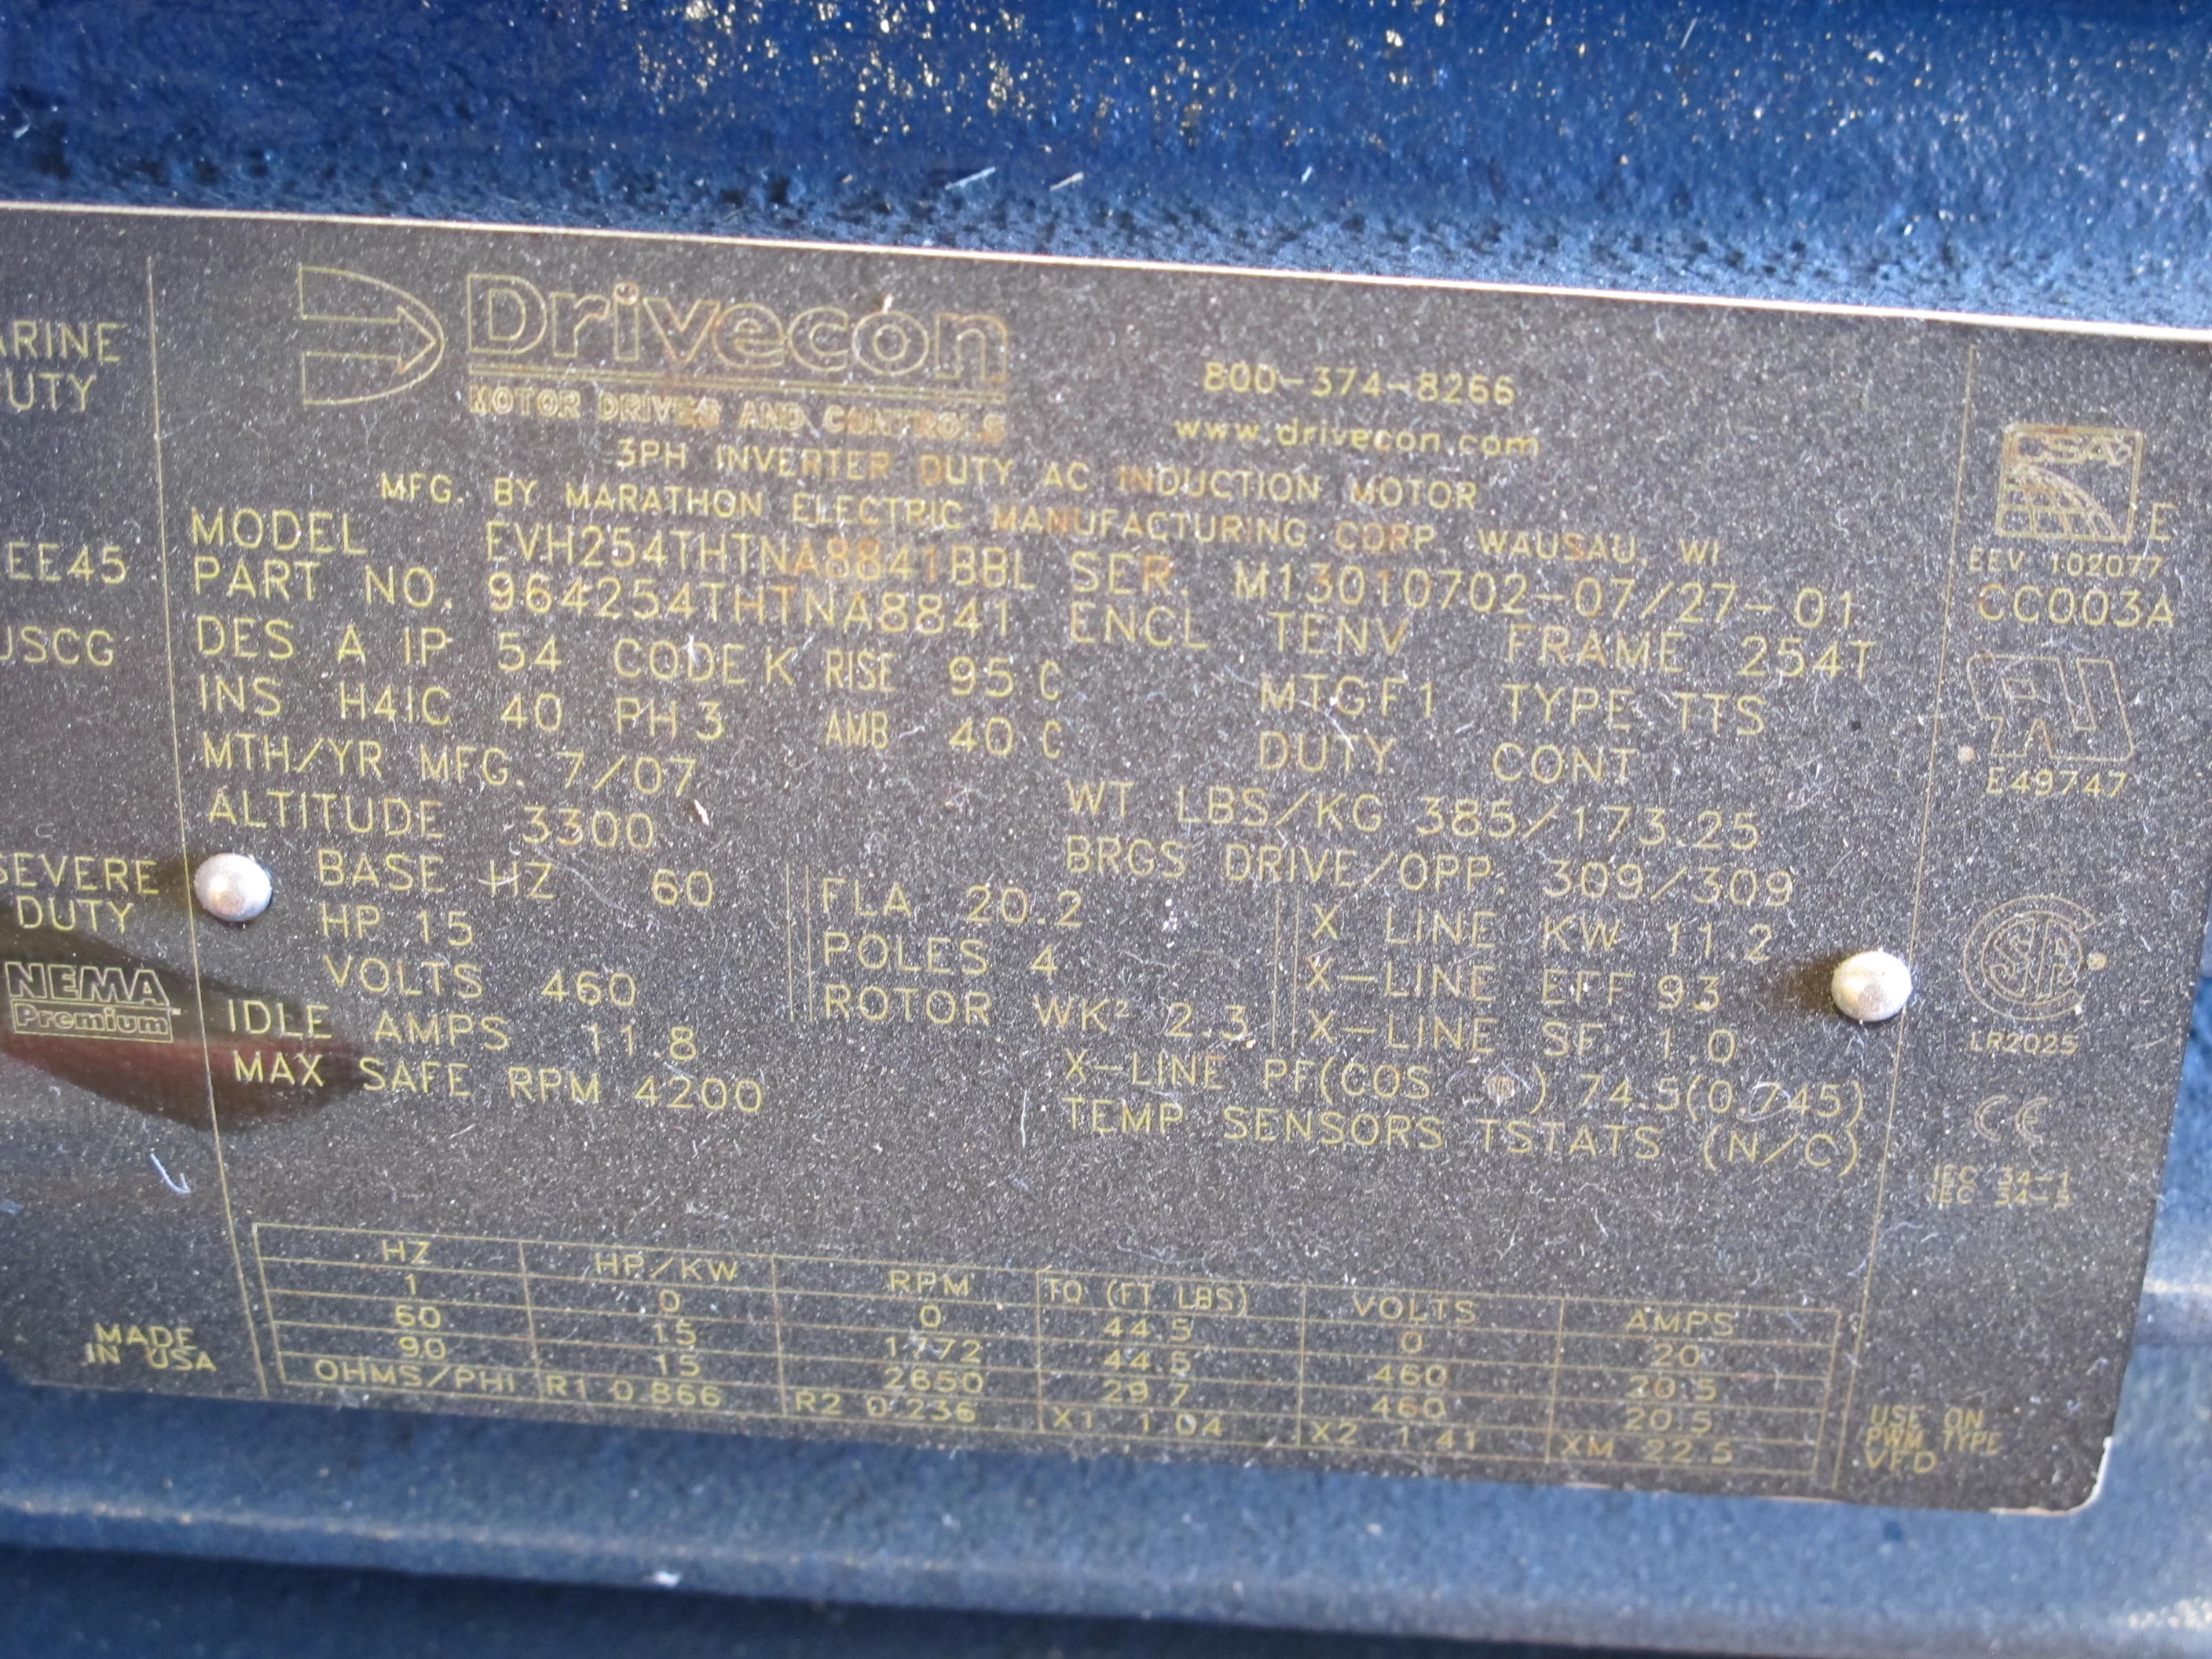 Drivecon
MOTOR DRIVES AND CONTROLS
800-374-8266
www.drivecon.com
3PH INVERTER DUTY AC INDUCTION MOTOR
MFG. BY MARATHON ELECTRIC MANUFACTURING CORP. WAUSAU, WI
MODEL EVH254THTNA8841BBL SER. M13010702-07/27-01
PART NO. 964254THTNA8841 ENCL TENV FRAME 254T
DES A IP 54 CODE K RISE 95 C MTG F1 TYPE TTS
INS H4 IC 40 PH 3 AMB 40 C DUTY CONT
MTH/YR MFG. 7/07 WT LBS/KG 385/173.25
ALTITUDE 3300 BRGS DRIVE/OPP. 309/309
BASE HZ 60 FLA 20.2 X LINE KW 11.2
HP 15 POLES 4 X-LINE EFF 93
VOLTS 460 ROTOR WK² 2.3 X-LINE SF 1.0
IDLE AMPS 11.8 X-LINE PF(COS ) 74.5(0.745)
MAX SAFE RPM 4200 TEMP SENSORS TSTATS (N/C)
HZ HP/KW RPM TQ (FT LBS) VOLTS AMPS
1 0 0 44.5 0 20
60 15 1772 44.5 460 20.5
90 15 2650 29.7 460 20.5
OHMS/PH R1 0.866 R2 0.236 X1 1.04 X2 1.41 XM 22.5
ARINE
UTY
EE45
USCG
SEVERE
DUTY
NEMA
Premium
MADE
IN USA
E
EEV 102077
CC003A
E49747
LR2025
CE
IEC 34-1
IEC 34-5
USE ON
PWM TYPE
VFD